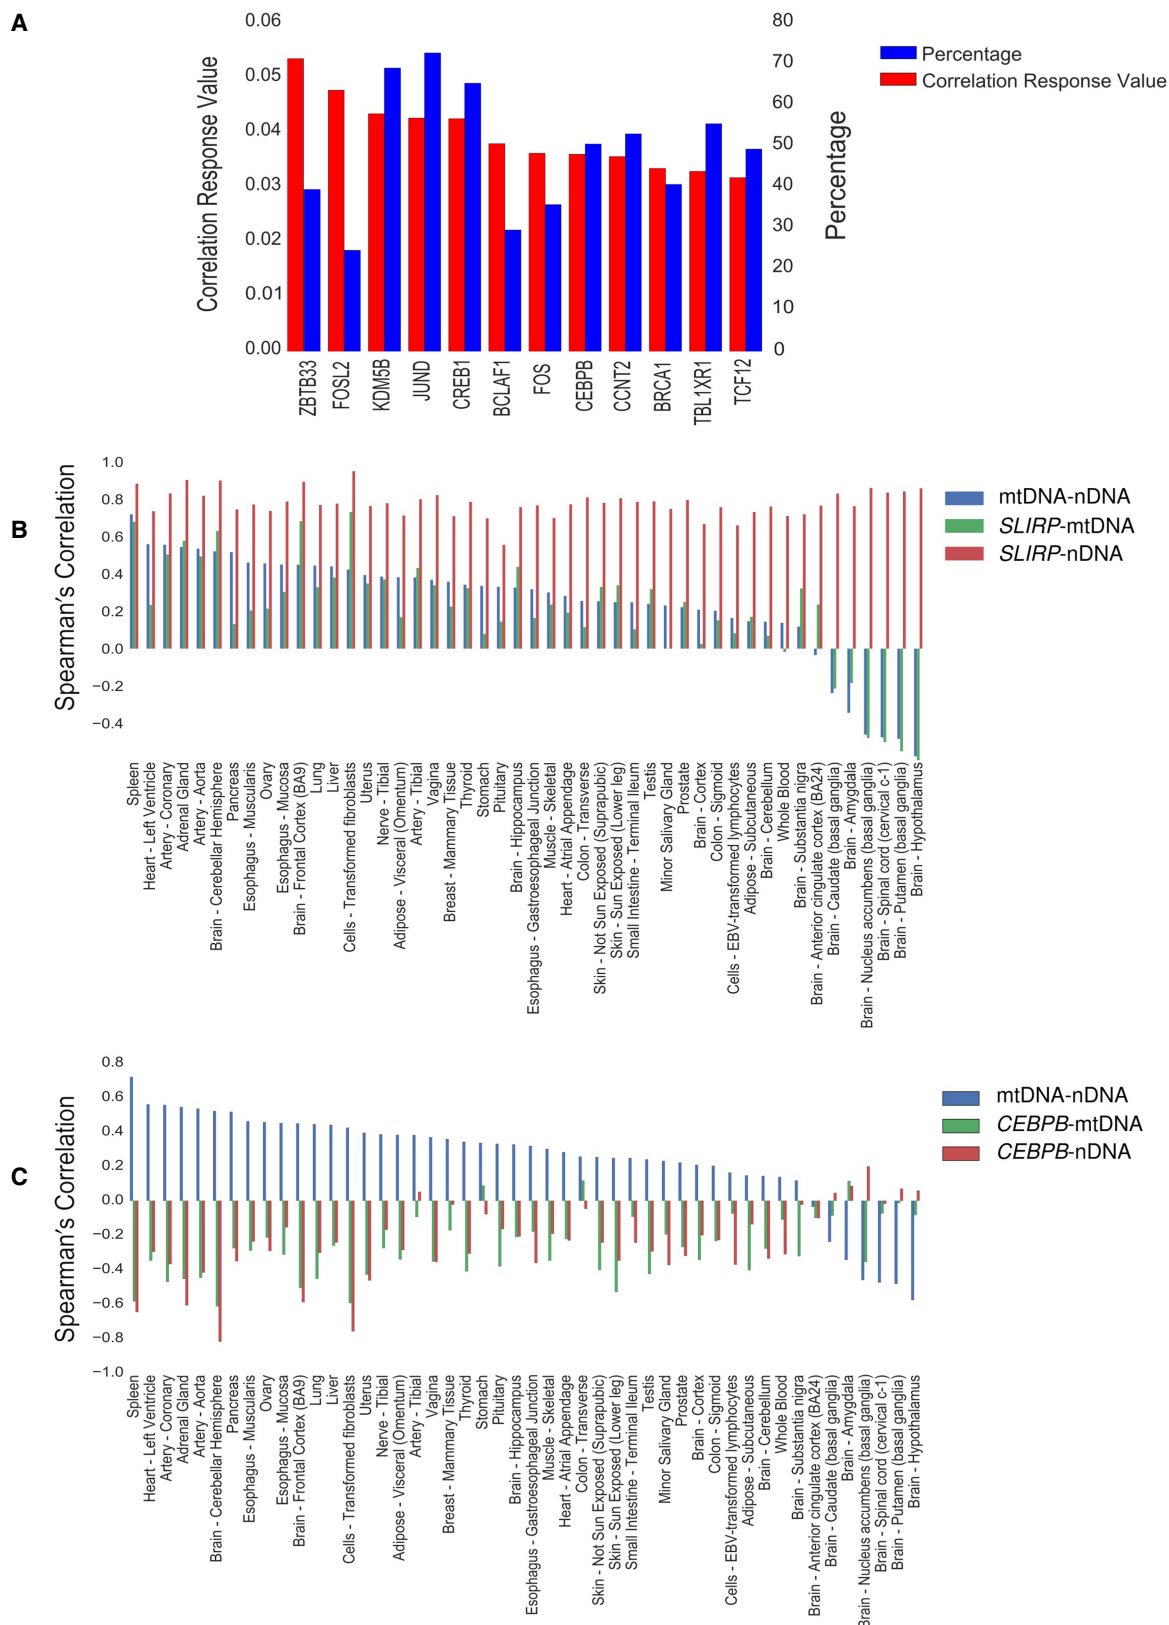 A
Correlation Response Value
0.06
0.05
0.04
0.03
0.02
0.01
0.00
80
70
60
50
40
30
20
10
0
Percentage
Percentage
Correlation Response Value
ZBTB33
FOSL2
KDM5B
JUND
CREB1
BCLAF1
FOS
CEBPB
CCNT2
BRCA1
TBL1XR1
TCF12
B
Spearman's Correlation
1.0
0.8
0.6
0.4
0.2
0.0
−0.2
−0.4
mtDNA-nDNA
SLIRP-mtDNA
SLIRP-nDNA
Spleen
Heart - Left Ventricle
Artery - Coronary
Adrenal Gland
Artery - Aorta
Brain - Cerebellar Hemisphere
Pancreas
Esophagus - Muscularis
Ovary
Esophagus - Mucosa
Brain - Frontal Cortex (BA9)
Lung
Liver
Cells - Transformed fibroblasts
Uterus
Nerve - Tibial
Adipose - Visceral (Omentum)
Artery - Tibial
Vagina
Breast - Mammary Tissue
Thyroid
Stomach
Pituitary
Brain - Hippocampus
Esophagus - Gastroesophageal Junction
Muscle - Skeletal
Heart - Atrial Appendage
Colon - Transverse
Skin - Not Sun Exposed (Suprapubic)
Skin - Sun Exposed (Lower leg)
Small Intestine - Terminal Ileum
Testis
Minor Salivary Gland
Prostate
Brain - Cortex
Colon - Sigmoid
Cells - EBV-transformed lymphocytes
Adipose - Subcutaneous
Brain - Cerebellum
Whole Blood
Brain - Substantia nigra
Brain - Anterior cingulate cortex (BA24)
Brain - Caudate (basal ganglia)
Brain - Amygdala
Brain - Nucleus accumbens (basal ganglia)
Brain - Spinal cord (cervical c-1)
Brain - Putamen (basal ganglia)
Brain - Hypothalamus
C
Spearman's Correlation
0.8
0.6
0.4
0.2
0.0
−0.2
−0.4
−0.6
−0.8
−1.0
mtDNA-nDNA
CEBPB-mtDNA
CEBPB-nDNA
Spleen
Heart - Left Ventricle
Artery - Coronary
Adrenal Gland
Artery - Aorta
Brain - Cerebellar Hemisphere
Pancreas
Esophagus - Muscularis
Ovary
Esophagus - Mucosa
Brain - Frontal Cortex (BA9)
Lung
Liver
Cells - Transformed fibroblasts
Uterus
Nerve - Tibial
Adipose - Visceral (Omentum)
Artery - Tibial
Vagina
Breast - Mammary Tissue
Thyroid
Stomach
Pituitary
Brain - Hippocampus
Esophagus - Gastroesophageal Junction
Muscle - Skeletal
Heart - Atrial Appendage
Colon - Transverse
Skin - Not Sun Exposed (Suprapubic)
Skin - Sun Exposed (Lower leg)
Small Intestine - Terminal Ileum
Testis
Minor Salivary Gland
Prostate
Brain - Cortex
Colon - Sigmoid
Cells - EBV-transformed lymphocytes
Adipose - Subcutaneous
Brain - Cerebellum
Whole Blood
Brain - Substantia nigra
Brain - Anterior cingulate cortex (BA24)
Brain - Caudate (basal ganglia)
Brain - Amygdala
Brain - Nucleus accumbens (basal ganglia)
Brain - Spinal cord (cervical c-1)
Brain - Putamen (basal ganglia)
Brain - Hypothalamus